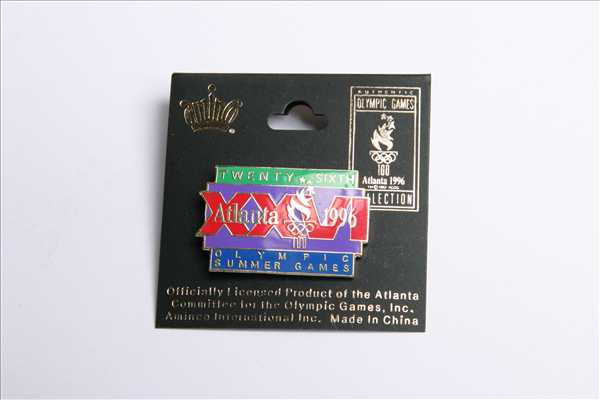 AUTHENTIC
OLYMPIC GAMES
100
Atlanta 1996
COLLECTION
TWENTY SIXTH
XXVI
Atlanta 1996
100
OLYMPIC
SUMMER GAMES
Officially Licensed Product of the Atlanta
Committee for the Olympic Games, Inc.
Aminco International Inc. Made in China